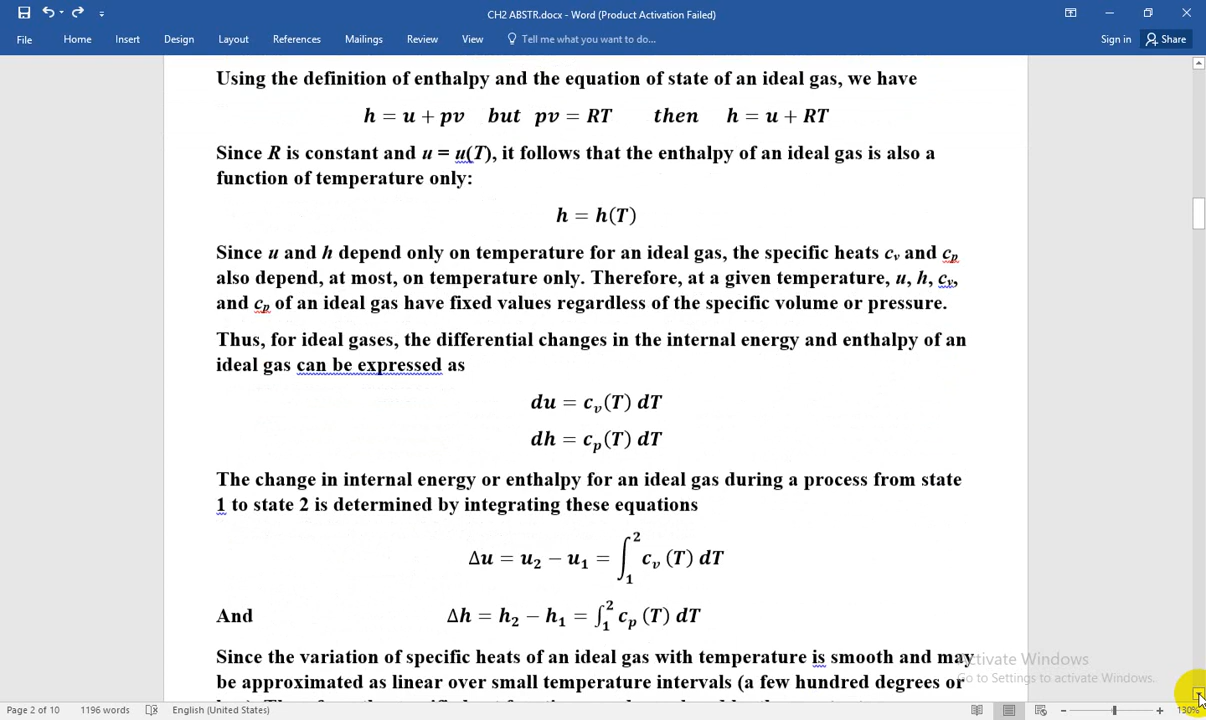 CH2 ABSTR.docx - Word (Product Activation Failed)
File Home Insert Design Layout References Mailings Review View Tell me what you want to do... Sign in Share
Using the definition of enthalpy and the equation of state of an ideal gas, we have
h = u + pv but pv = RT then h = u + RT
Since R is constant and u = u(T), it follows that the enthalpy of an ideal gas is also a
function of temperature only:
h = h(T)
Since u and h depend only on temperature for an ideal gas, the specific heats cᵥ and cₚ
also depend, at most, on temperature only. Therefore, at a given temperature, u, h, cᵥ,
and cₚ of an ideal gas have fixed values regardless of the specific volume or pressure.
Thus, for ideal gases, the differential changes in the internal energy and enthalpy of an
ideal gas can be expressed as
du = cᵥ(T) dT
dh = cₚ(T) dT
The change in internal energy or enthalpy for an ideal gas during a process from state
1 to state 2 is determined by integrating these equations
Δu = u₂ − u₁ = ∫₁² cᵥ (T) dT
And Δh = h₂ − h₁ = ∫₁² cₚ (T) dT
Since the variation of specific heats of an ideal gas with temperature is smooth and may
be approximated as linear over small temperature intervals (a few hundred degrees or
Activate Windows
Go to Settings to activate Windows.
Page 2 of 10 1196 words English (United States) 130%